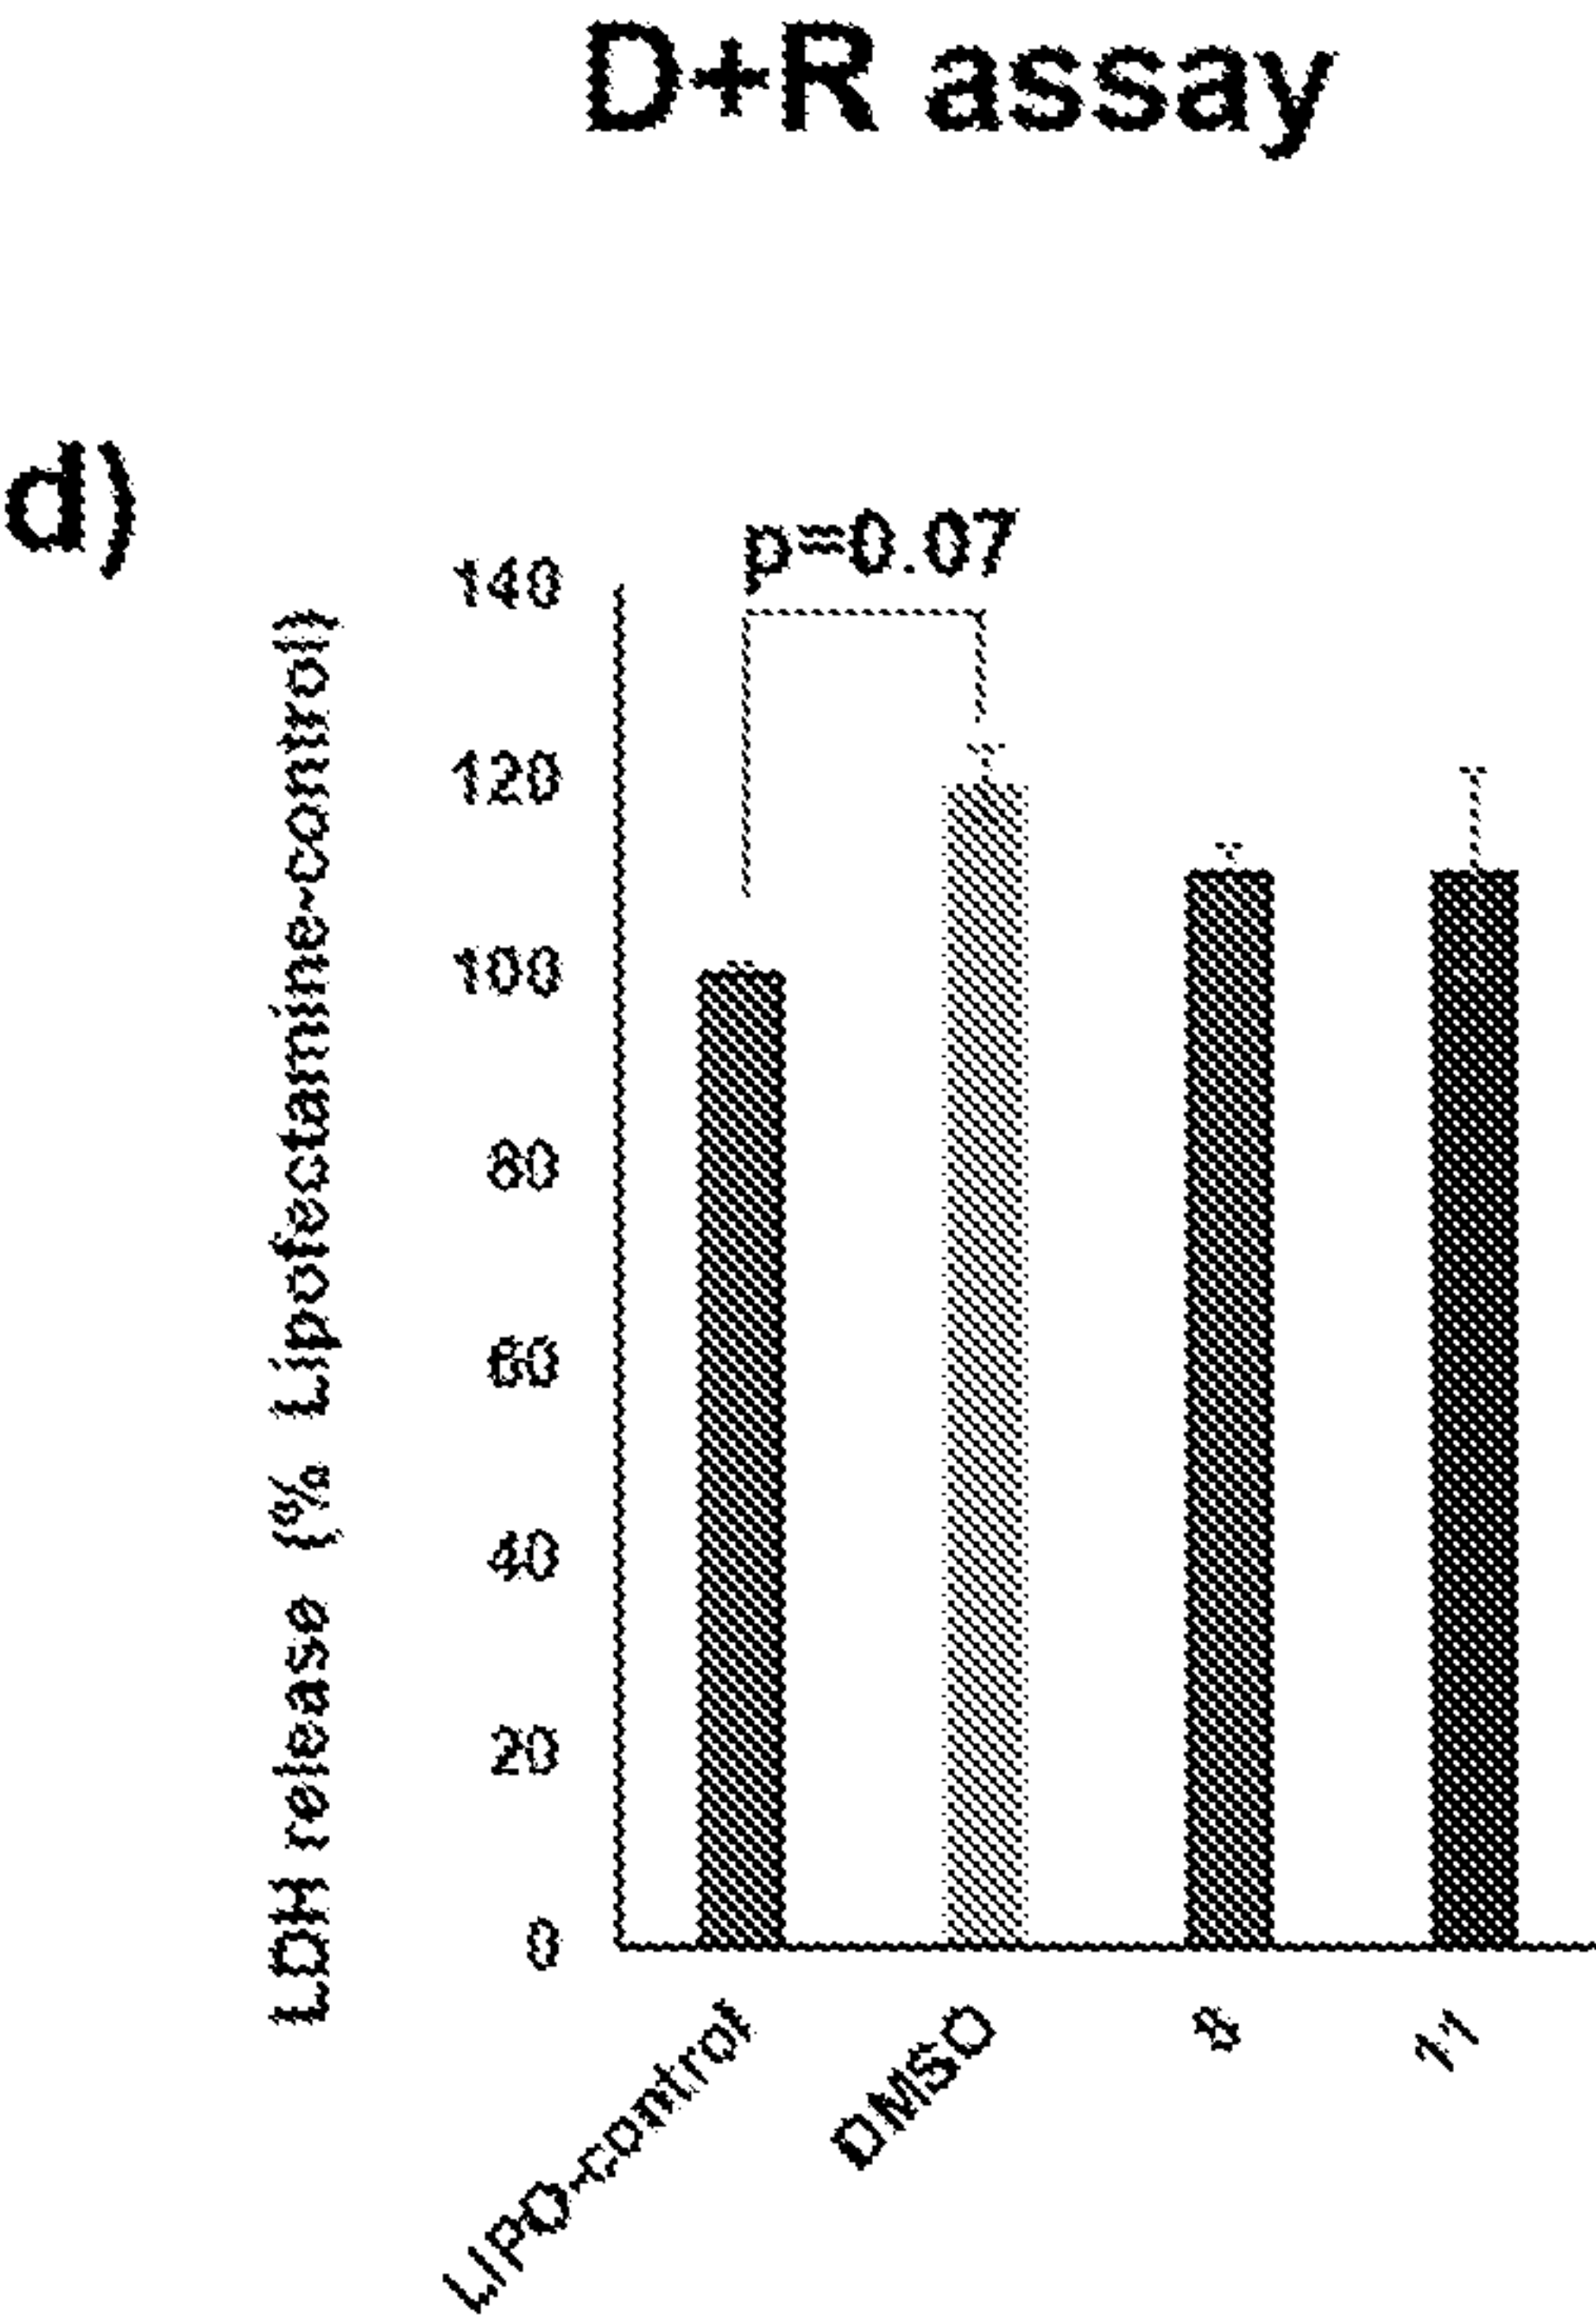 D+R assay
d)
p=0.07
LDH release (% Lipofectamine-control)
140
120
100
80
60
40
20
0
LIPO-control
DMSO
11